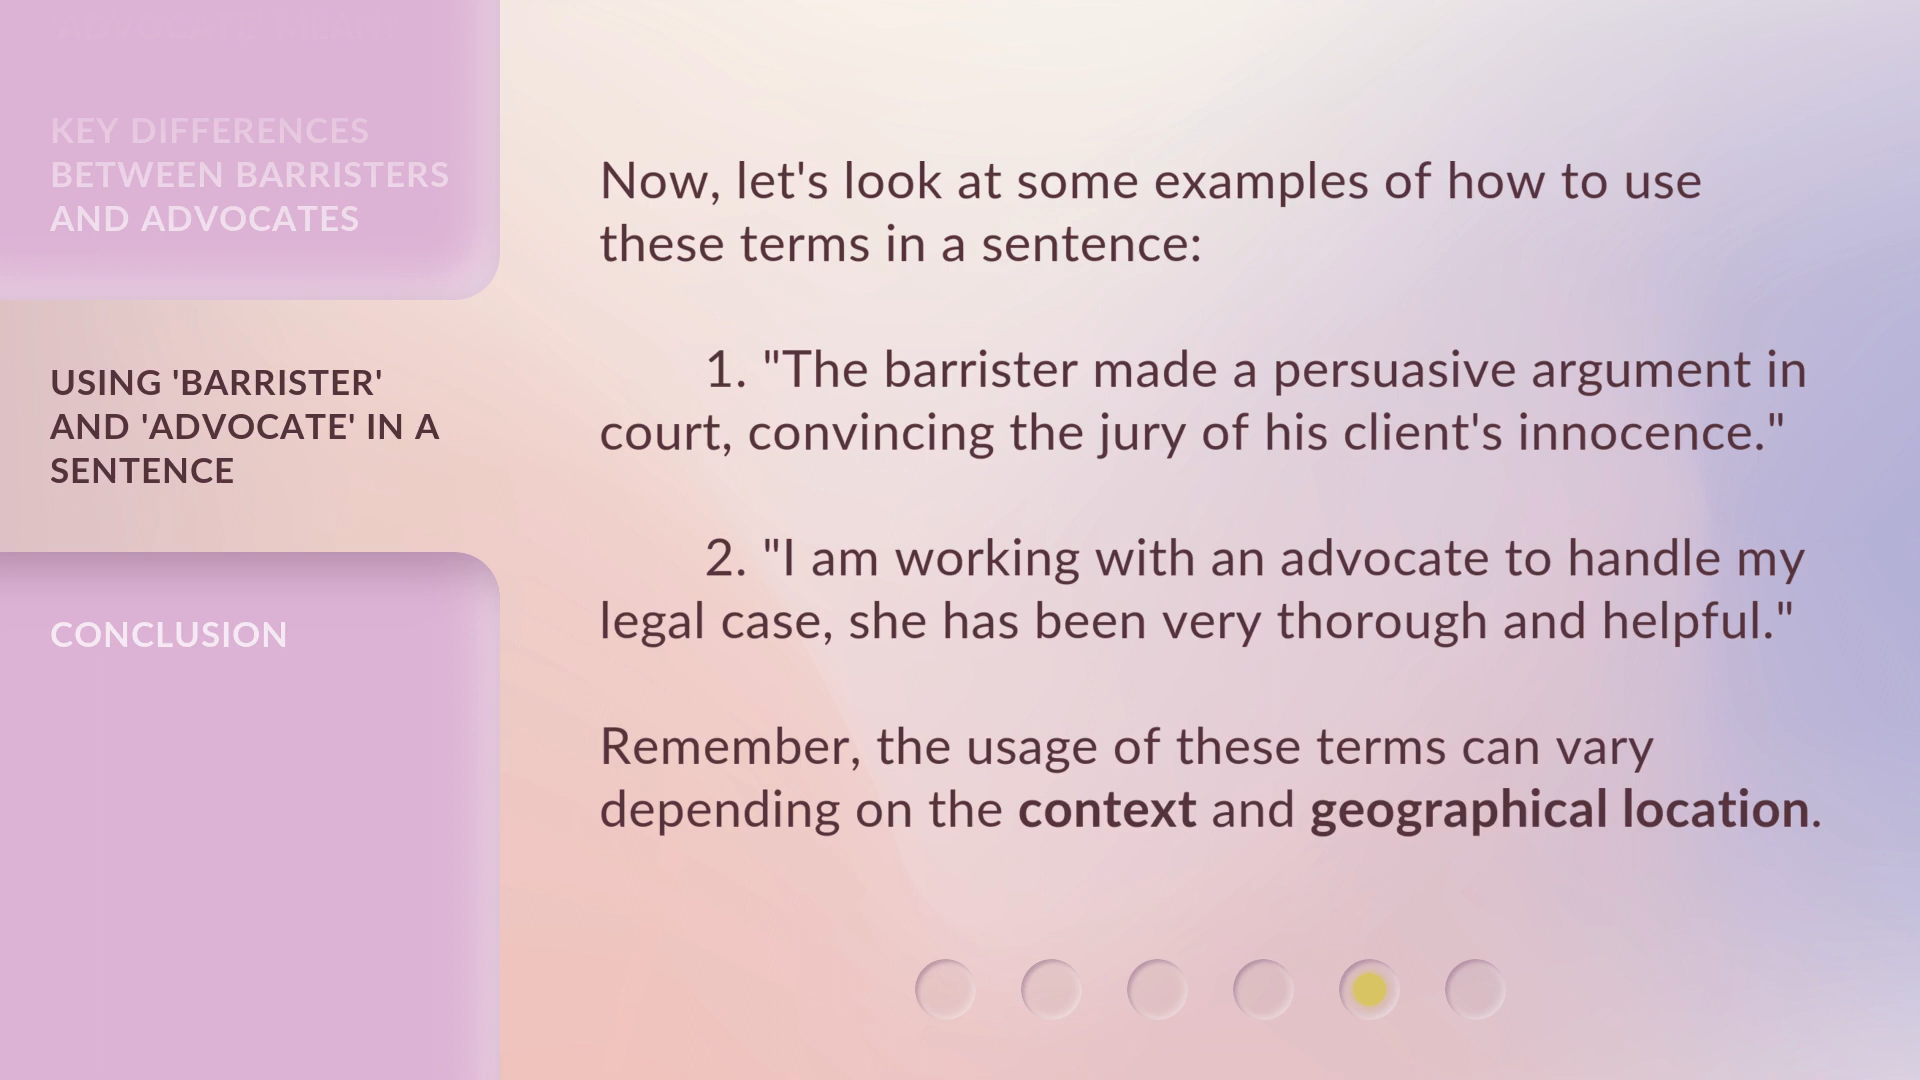 'ADVOCATE' MEAN?
KEY DIFFERENCES
BETWEEN BARRISTERS
AND ADVOCATES
USING 'BARRISTER'
AND 'ADVOCATE' IN A
SENTENCE
CONCLUSION
Now, let's look at some examples of how to use
these terms in a sentence:
1. "The barrister made a persuasive argument in
court, convincing the jury of his client's innocence."
2. "I am working with an advocate to handle my
legal case, she has been very thorough and helpful."
Remember, the usage of these terms can vary
depending on the context and geographical location.